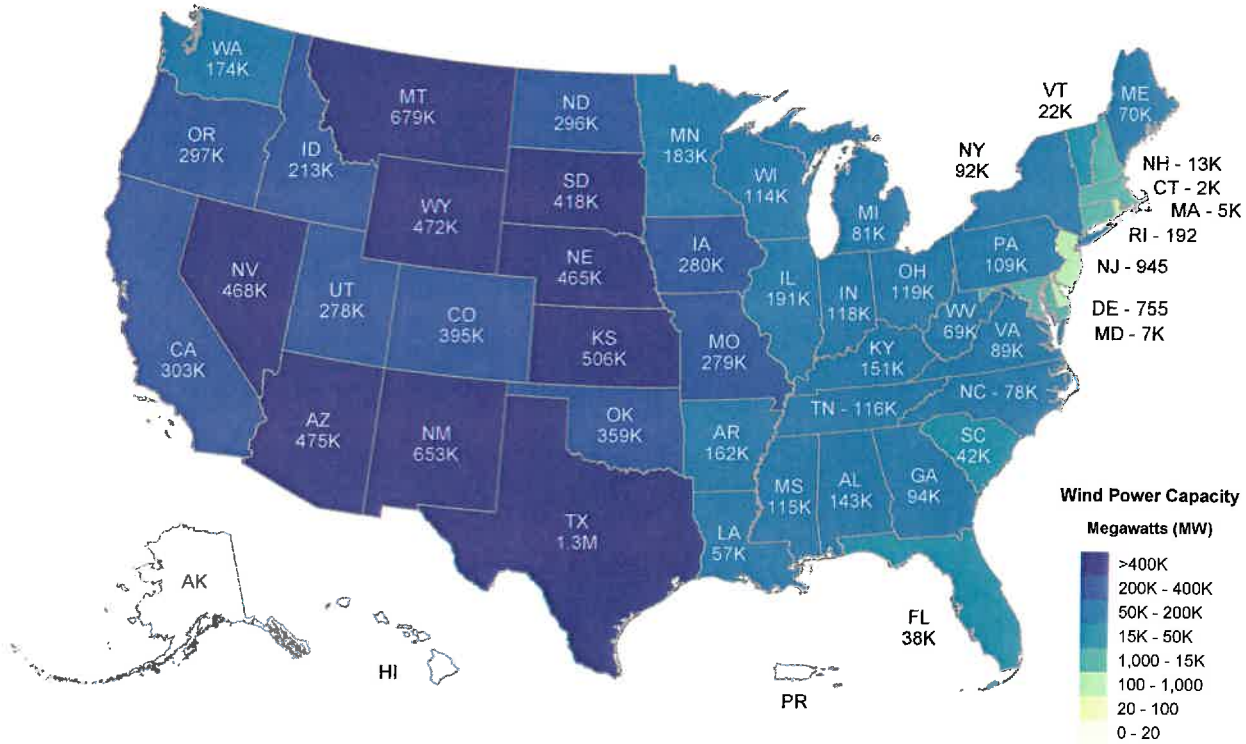 WA
174K
MT
679K
ND
296K
MN
183K
VT
22K
ME
70K
OR
297K
ID
213K
SD
418K
WI
114K
NY
92K
NH - 13K
CT - 2K
MA - 5K
RI - 192
WY
472K
MI
81K
NE
465K
IA
280K
PA
109K
NJ - 945
NV
468K
UT
278K
CO
395K
IL
191K
IN
118K
OH
119K
WV
69K
VA
89K
DE - 755
MD - 7K
CA
303K
KS
506K
MO
279K
KY
151K
NC - 78K
TN - 116K
AZ
475K
NM
653K
OK
359K
AR
162K
SC
42K
MS
115K
AL
143K
GA
94K
TX
1.3M
LA
57K
FL
38K
AK
HI
PR
Wind Power Capacity
Megawatts (MW)
>400K
200K - 400K
50K - 200K
15K - 50K
1,000 - 15K
100 - 1,000
20 - 100
0 - 20